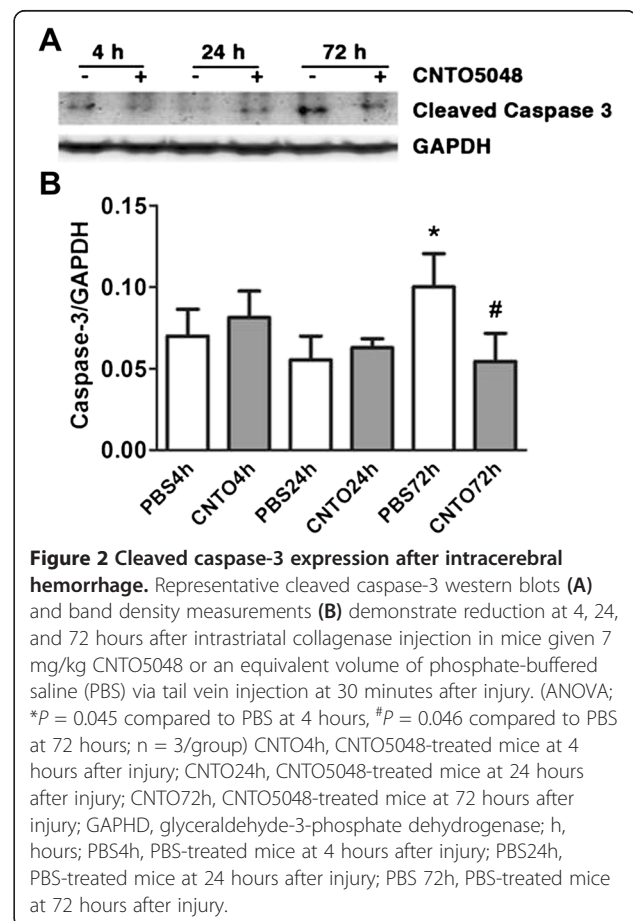 A
4 h 24 h 72 h
- + - + - + CNTO5048
Cleaved Caspase 3
GAPDH
B
Caspase-3/GAPDH
0.15
0.10
0.05
0.00
*
#
PBS4h
CNTO4h
PBS24h
CNTO24h
PBS72h
CNTO72h
Figure 2 Cleaved caspase-3 expression after intracerebral
hemorrhage. Representative cleaved caspase-3 western blots (A)
and band density measurements (B) demonstrate reduction at 4, 24,
and 72 hours after intrastriatal collagenase injection in mice given 7
mg/kg CNTO5048 or an equivalent volume of phosphate-buffered
saline (PBS) via tail vein injection at 30 minutes after injury. (ANOVA;
*P = 0.045 compared to PBS at 4 hours, #P = 0.046 compared to PBS
at 72 hours; n = 3/group) CNTO4h, CNTO5048-treated mice at 4
hours after injury; CNTO24h, CNTO5048-treated mice at 24 hours
after injury; CNTO72h, CNTO5048-treated mice at 72 hours after
injury; GAPHD, glyceraldehyde-3-phosphate dehydrogenase; h,
hours; PBS4h, PBS-treated mice at 4 hours after injury; PBS24h,
PBS-treated mice at 24 hours after injury; PBS 72h, PBS-treated mice
at 72 hours after injury.